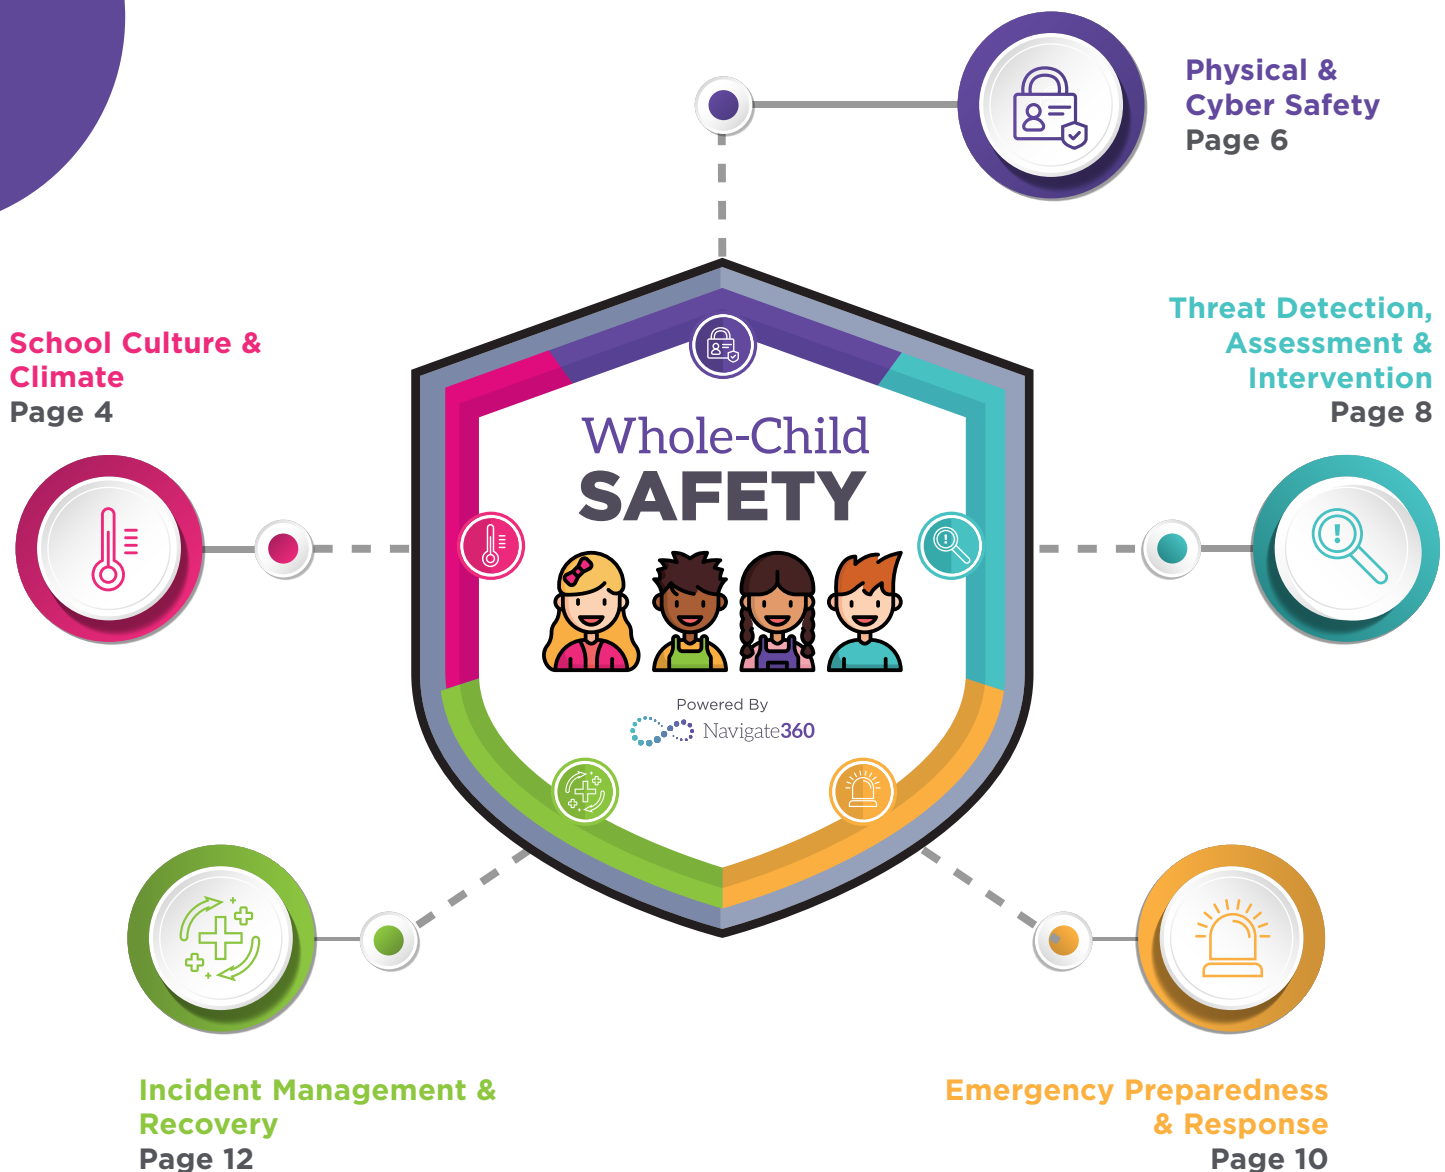 Physical &
Cyber Safety
Page 6
School Culture &
Climate
Page 4
Threat Detection,
Assessment &
Intervention
Page 8
Whole-Child
SAFETY
Powered By
Navigate360
Incident Management &
Recovery
Page 12
Emergency Preparedness
& Response
Page 10